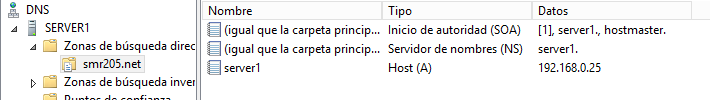 DNS
SERVER1
Zonas de búsqueda direc
smr205.net
Zonas de búsqueda inver
Puntos de confianza
Nombre Tipo Datos
(igual que la carpeta princip... Inicio de autoridad (SOA) [1], server1., hostmaster.
(igual que la carpeta princip... Servidor de nombres (NS) server1.
server1 Host (A) 192.168.0.25